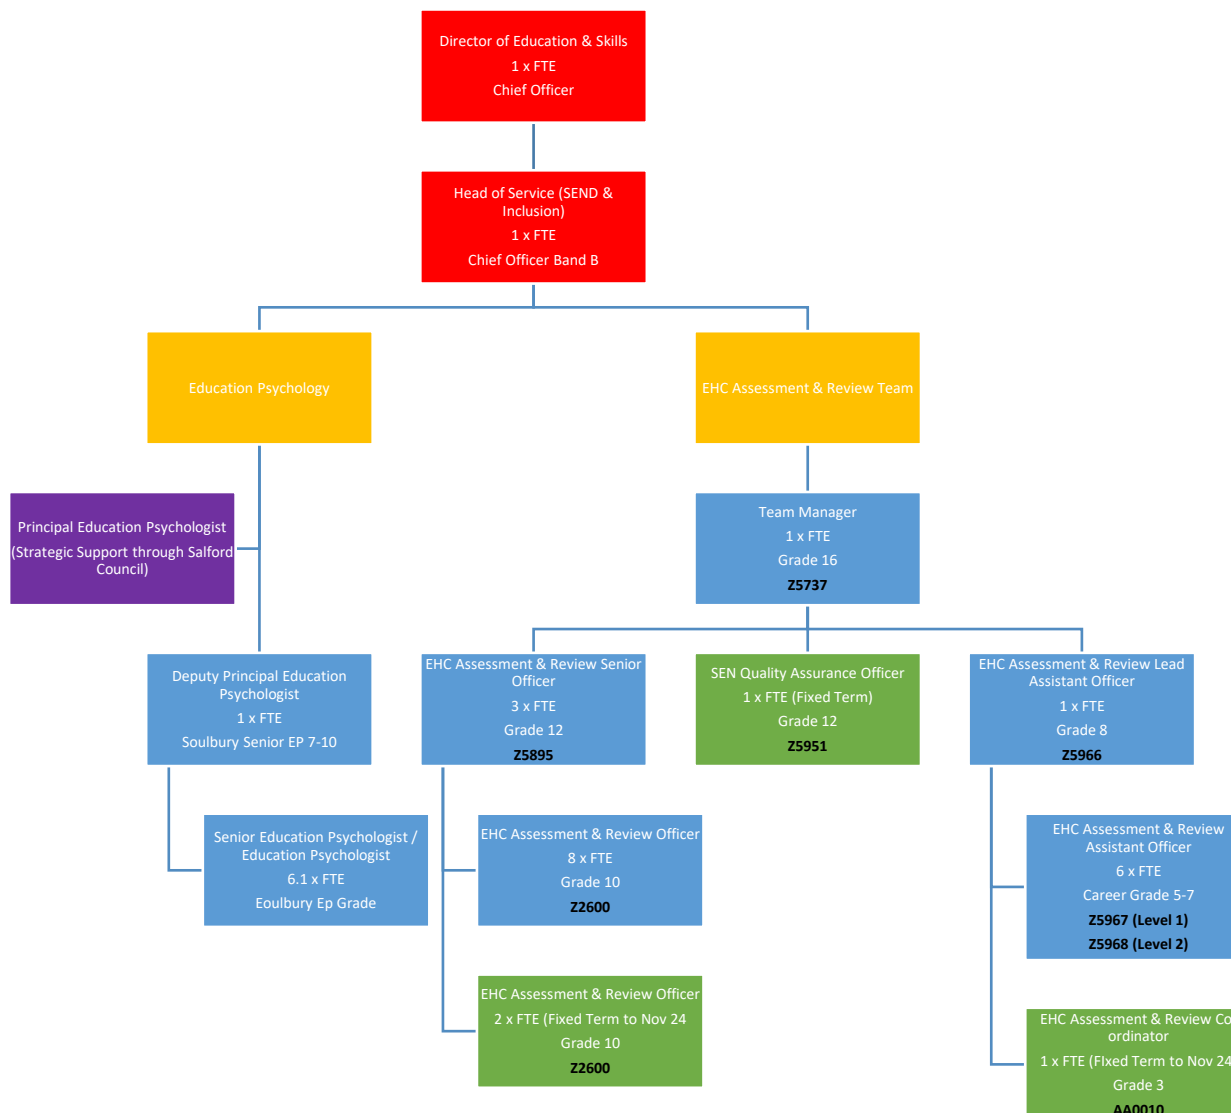 Director of Education & Skills
1 x FTE
Chief Officer
Head of Service (SEND &
Inclusion)
1 x FTE
Chief Officer Band B
Education Psychology
EHC Assessment & Review Team
Principal Education Psychologist
(Strategic Support through Salford
Council)
Team Manager
1 x FTE
Grade 16
Z5737
Deputy Principal Education
Psychologist
1 x FTE
Soulbury Senior EP 7-10
EHC Assessment & Review Senior
Officer
3 x FTE
Grade 12
Z5895
SEN Quality Assurance Officer
1 x FTE (Fixed Term)
Grade 12
Z5951
EHC Assessment & Review Lead
Assistant Officer
1 x FTE
Grade 8
Z5966
Senior Education Psychologist /
Education Psychologist
6.1 x FTE
Eoulbury Ep Grade
EHC Assessment & Review Officer
8 x FTE
Grade 10
Z2600
EHC Assessment & Review
Assistant Officer
6 x FTE
Career Grade 5-7
Z5967 (Level 1)
Z5968 (Level 2)
EHC Assessment & Review Officer
2 x FTE (Fixed Term to Nov 24
Grade 10
Z2600
EHC Assessment & Review Co
ordinator
1 x FTE (FIxed Term to Nov 24
Grade 3
AA0010